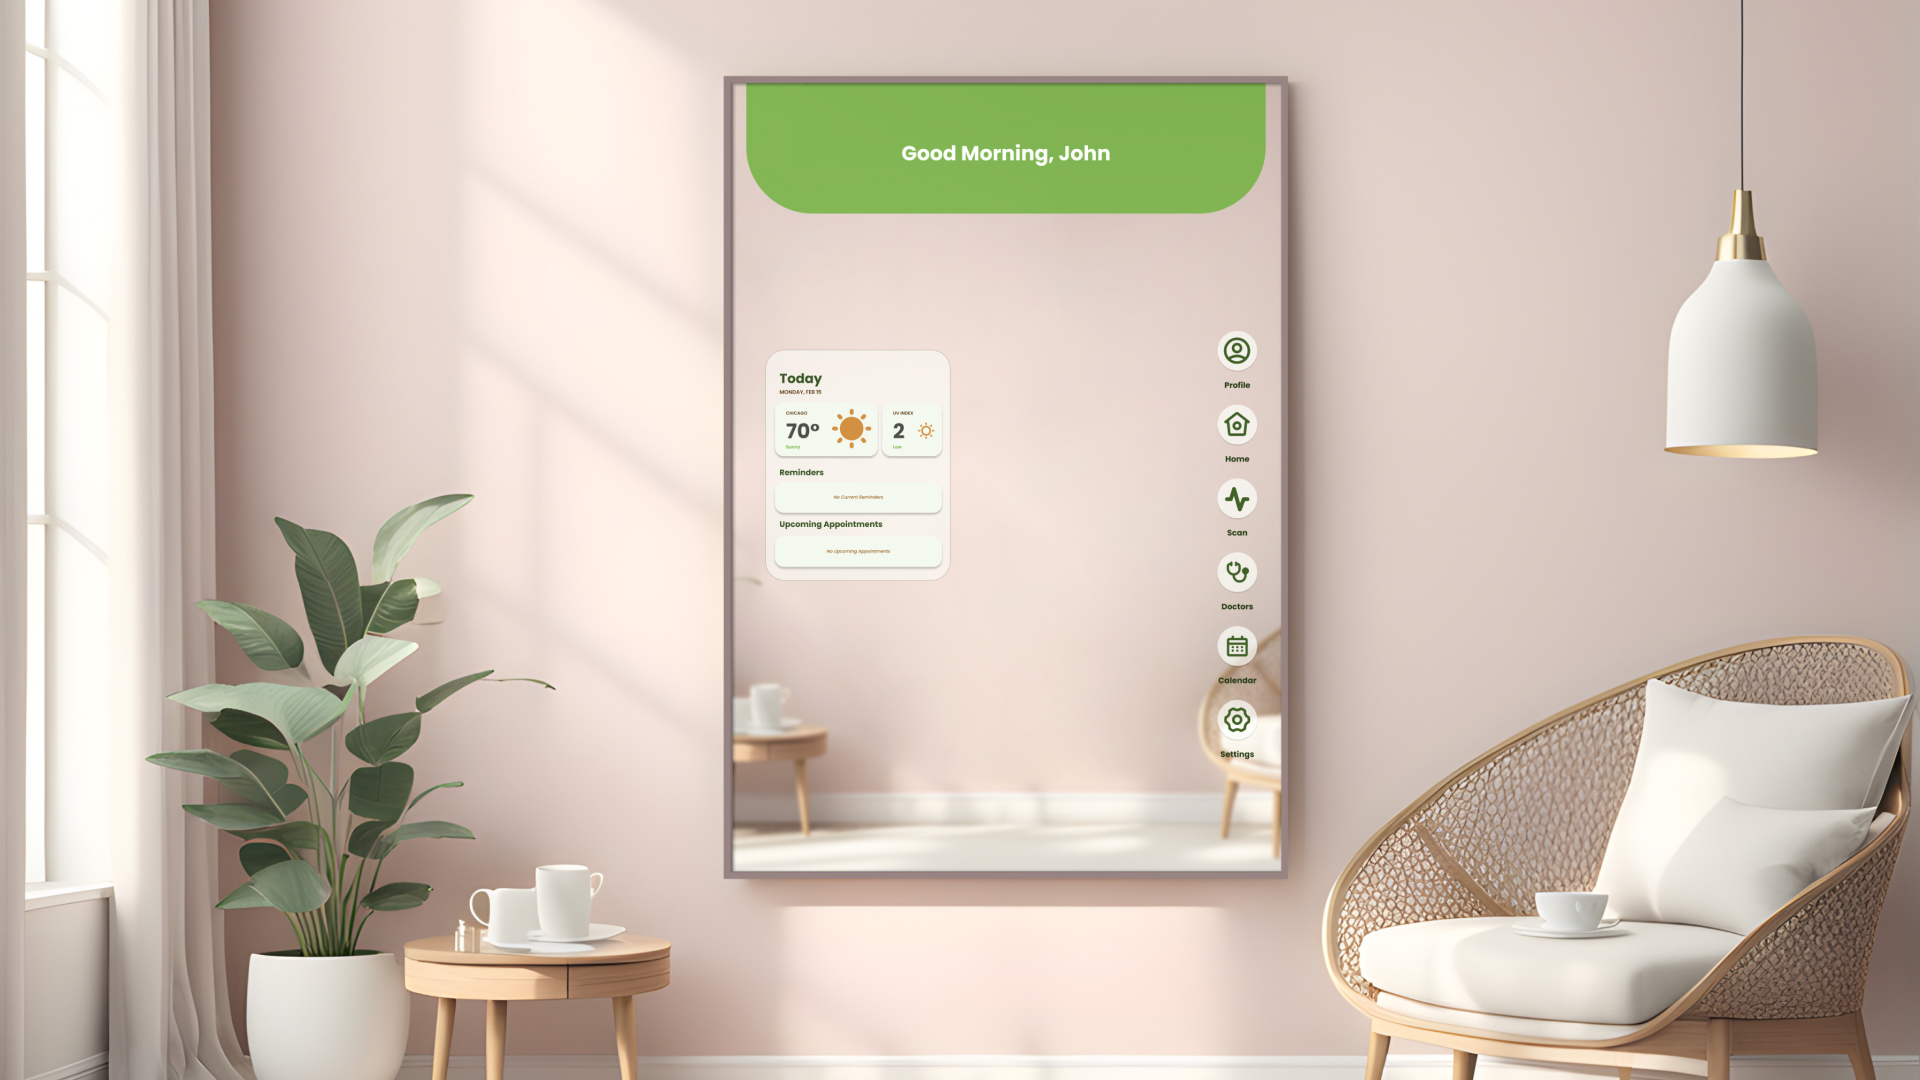 Good Morning, John
Today
MONDAY, FEB 15
CHICAGO
70°
Sunny
UV INDEX
2
Low
Reminders
No Current Reminders
Upcoming Appointments
No Upcoming Appointments
Profile
Home
Scan
Doctors
Calendar
Settings